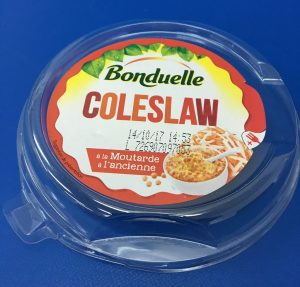 Bonduelle
COLESLAW
14/10/17 14:53
à la Moutarde
à l'ancienne